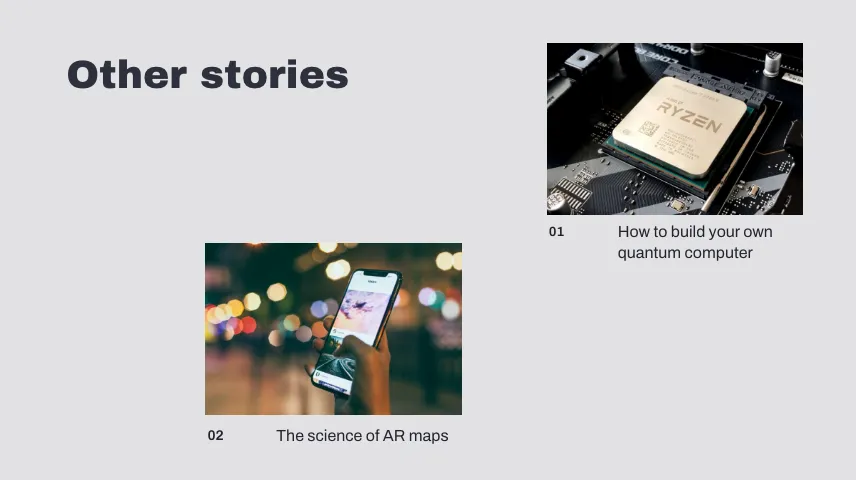 Other stories
RYZEN
01
How to build your own
quantum computer
02
The science of AR maps